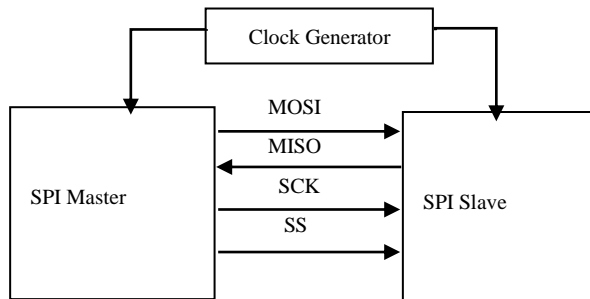 Clock Generator
MOSI
MISO
SPI Master
SCK
SPI Slave
SS